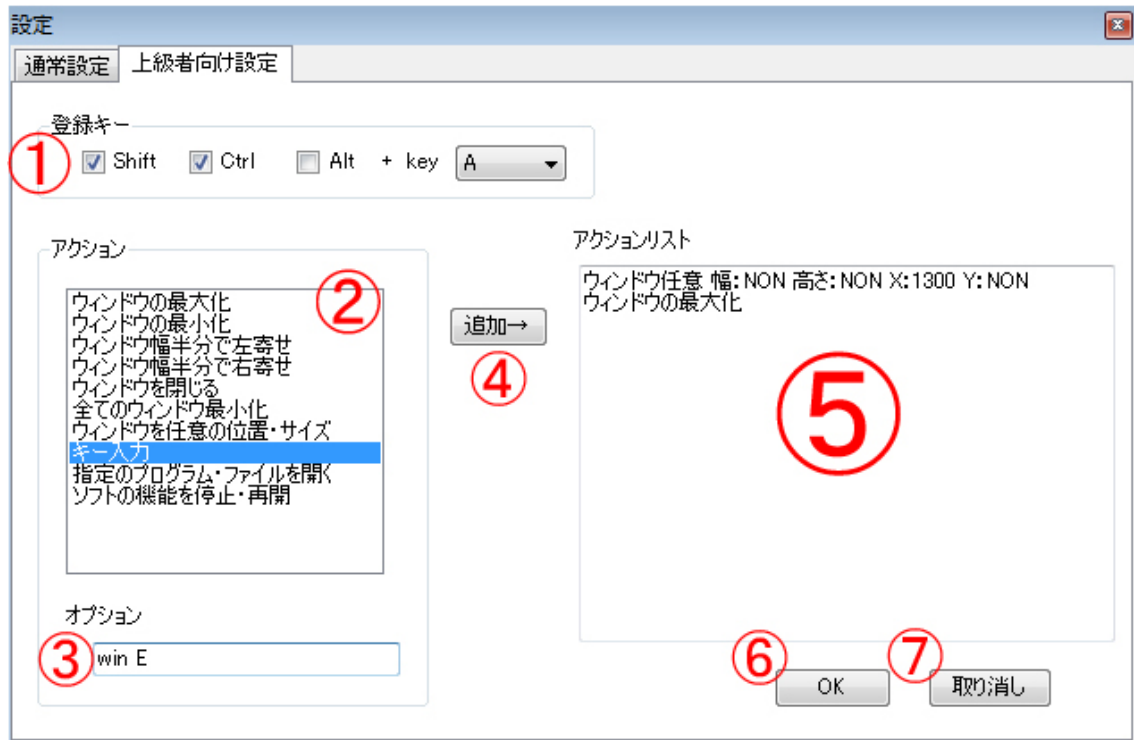 設定
通常設定 上級者向け設定
登録キー
① Shift Ctrl Alt + key A
アクション
②
ウィンドウの最大化
ウィンドウの最小化
ウィンドウ幅半分で左寄せ
ウィンドウ幅半分で右寄せ
ウィンドウを閉じる
全てのウィンドウ最小化
ウィンドウを任意の位置・サイズ
キー入力
指定のプログラム・ファイルを開く
ソフトの機能を停止・再開
オプション
③ win E
追加→
④
アクションリスト
ウィンドウ任意 幅:NON 高さ:NON X:1300 Y:NON
ウィンドウの最大化
⑤
⑥ OK ⑦ 取り消し